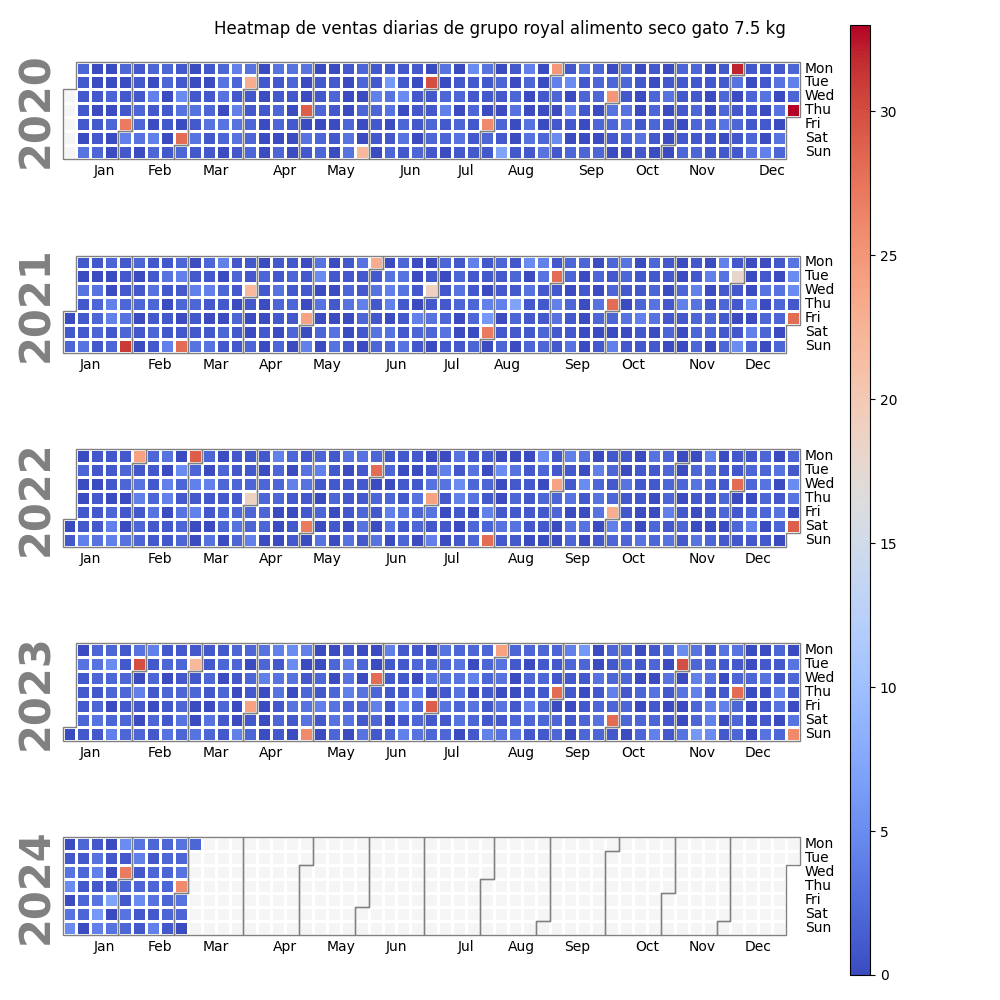 Heatmap de ventas diarias de grupo royal alimento seco gato 7.5 kg
2020
Mon
Tue
Wed
Thu
Fri
Sat
Sun
Jan Feb Mar Apr May Jun Jul Aug Sep Oct Nov Dec
2021
Mon
Tue
Wed
Thu
Fri
Sat
Sun
Jan Feb Mar Apr May Jun Jul Aug Sep Oct Nov Dec
2022
Mon
Tue
Wed
Thu
Fri
Sat
Sun
Jan Feb Mar Apr May Jun Jul Aug Sep Oct Nov Dec
2023
Mon
Tue
Wed
Thu
Fri
Sat
Sun
Jan Feb Mar Apr May Jun Jul Aug Sep Oct Nov Dec
2024
Mon
Tue
Wed
Thu
Fri
Sat
Sun
Jan Feb Mar Apr May Jun Jul Aug Sep Oct Nov Dec
30
25
20
15
10
5
0